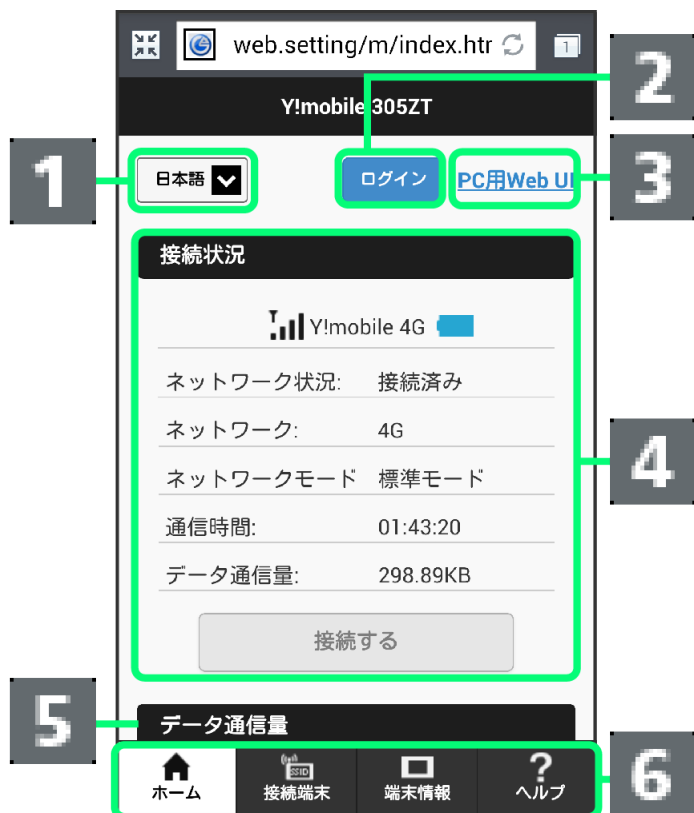 web.setting/m/index.htr
1
Y!mobile 305ZT
2
1
日本語
ログイン
PC用Web UI
3
接続状況
Y!mobile 4G
ネットワーク状況: 接続済み
ネットワーク: 4G
ネットワークモード 標準モード
4
通信時間: 01:43:20
データ通信量: 298.89KB
接続する
5
データ通信量
SSID
ホーム
接続端末
端末情報
?
ヘルプ
6